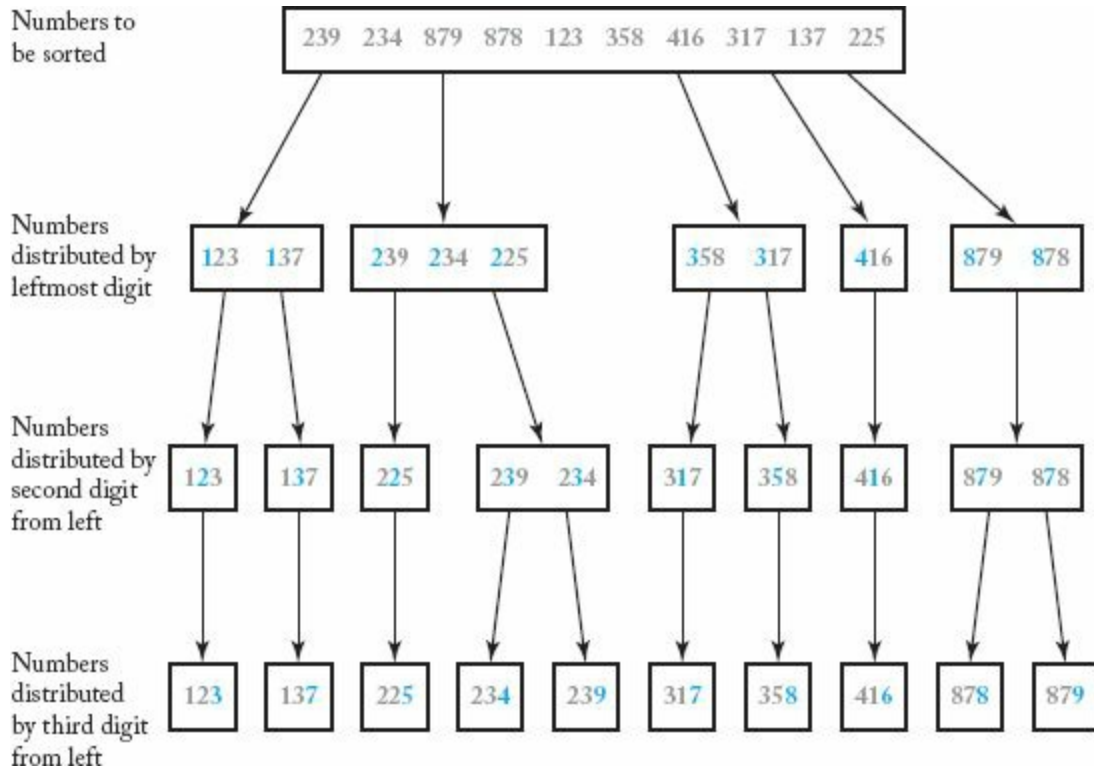 Numbers to
be sorted
239 234 879 878 123 358 416 317 137 225
Numbers
distributed by
leftmost digit
123 137 239 234 225 358 317 416 879 878
Numbers
distributed by
second digit
from left
123 137 225 239 234 317 358 416 879 878
Numbers
distributed
by third digit
from left
123 137 225 234 239 317 358 416 878 879